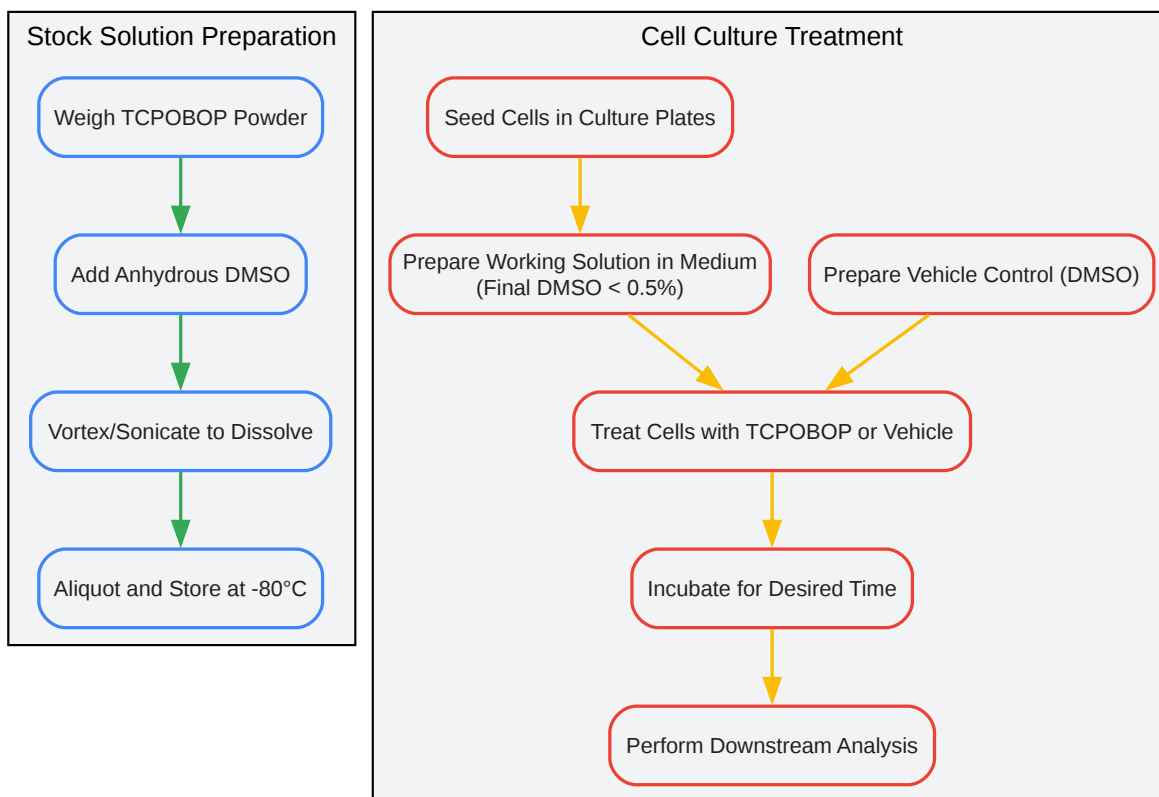 Stock Solution Preparation
Weigh TCPOBOP Powder
Add Anhydrous DMSO
Vortex/Sonicate to Dissolve
Aliquot and Store at -80°C
Cell Culture Treatment
Seed Cells in Culture Plates
Prepare Working Solution in Medium
(Final DMSO < 0.5%)
Prepare Vehicle Control (DMSO)
Treat Cells with TCPOBOP or Vehicle
Incubate for Desired Time
Perform Downstream Analysis